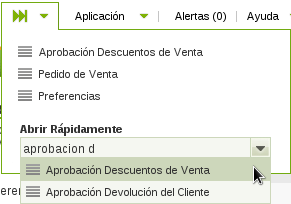 Aplicación Alertas (0) Ayuda
Aprobación Descuentos de Venta
Pedido de Venta
Preferencias
Abrir Rápidamente
aprobacion d
Aprobación Descuentos de Venta
Aprobación Devolución del Cliente